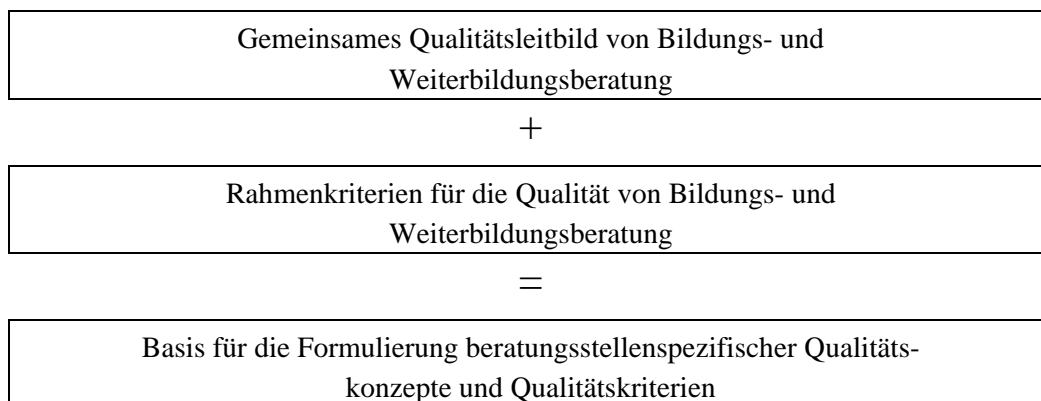 Gemeinsames Qualitätsleitbild von Bildungs- und
Weiterbildungsberatung
+
Rahmenkriterien für die Qualität von Bildungs- und
Weiterbildungsberatung
=
Basis für die Formulierung beratungsstellenspezifischer Qualitäts-
konzepte und Qualitätskriterien